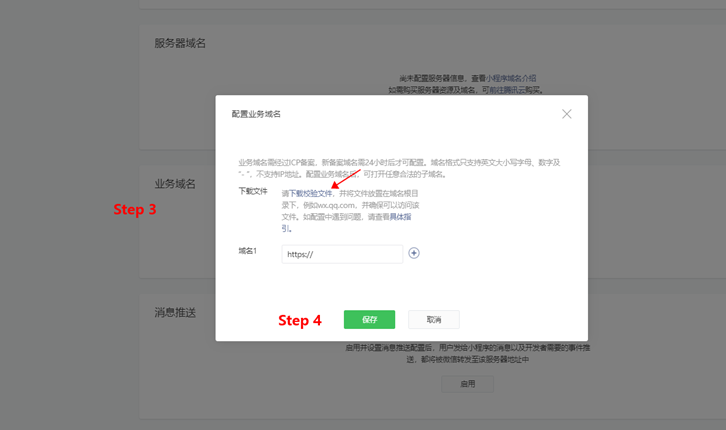 服务器域名
尚未配置服务器信息，查看小程序域名介绍
如需购买服务器资源及域名，可前往腾讯云购买。
配置业务域名
业务域名需经过ICP备案，新备案域名需24小时后才可配置。域名格式只支持英文大小写字母、数字及
“- ”，不支持IP地址。配置业务域名后，可打开任意合法的子域名。
业务域名
下载文件
请下载校验文件，并将文件放置在域名根目
录下，例如wx.qq.com，并确保可以访问该
文件。如配置中遇到问题，请查看具体指
引。
Step 3
域名1
https://
消息推送
Step 4
保存
取消
启用并设置消息推送配置后，用户发给小程序的消息以及开发者需要的事件推
送，都将被微信转发至该服务器地址中
启用